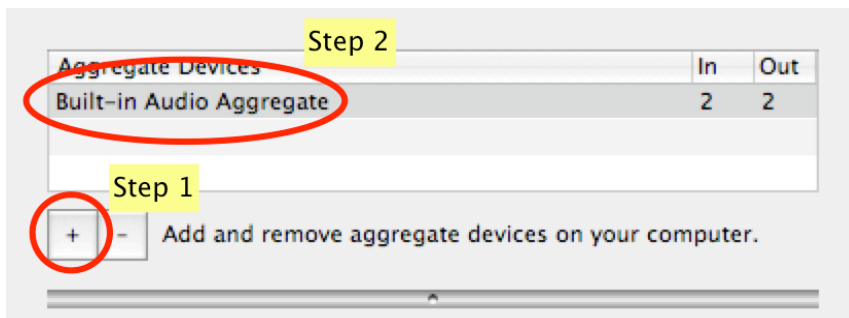 Step 2
Aggregate Devices In Out
Built-in Audio Aggregate 2 2
Step 1
+ - Add and remove aggregate devices on your computer.